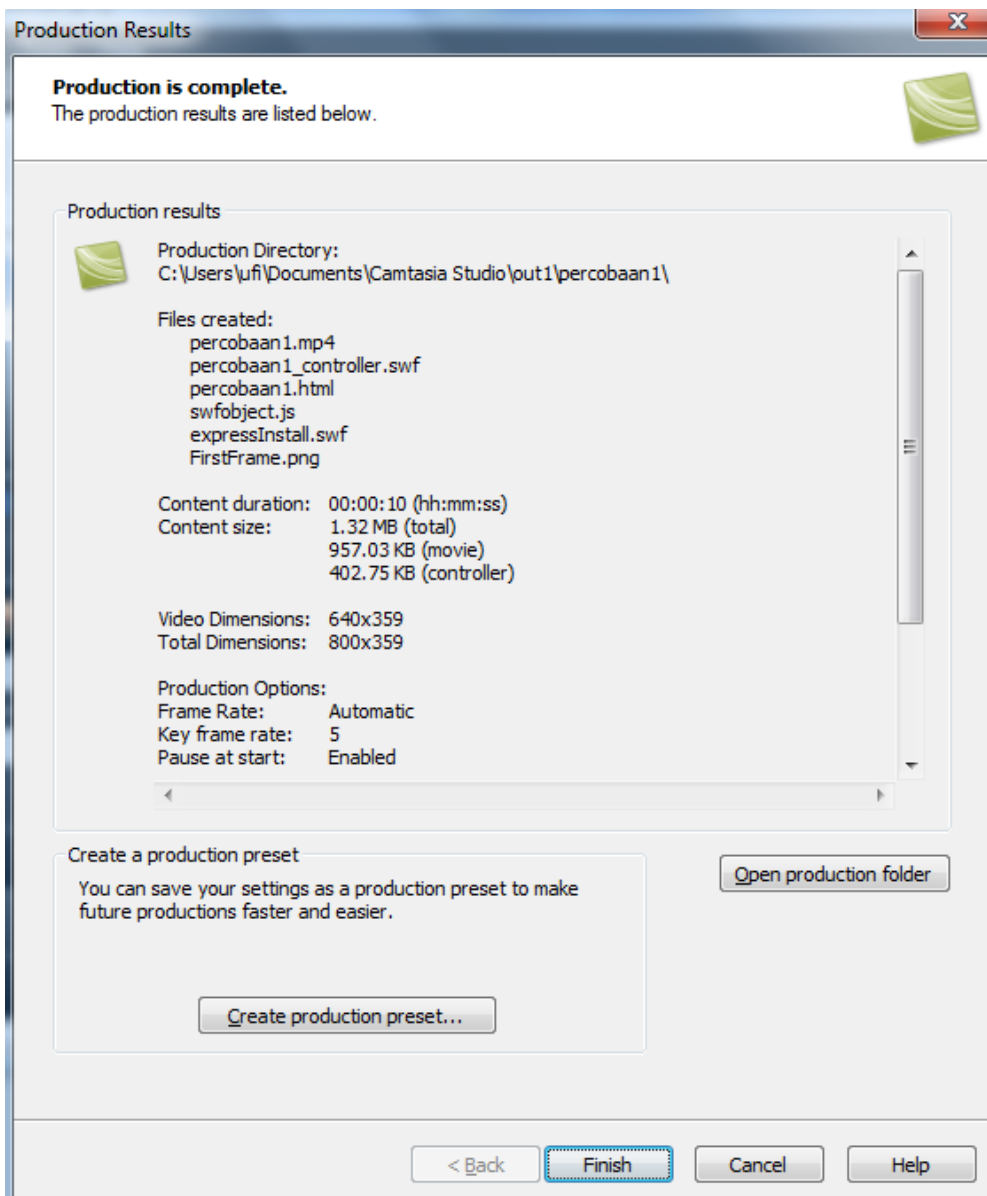 Production Results
Production is complete.
The production results are listed below.
Production results
Production Directory:
C:\Users\ufi\Documents\Camtasia Studio\out1\percobaan1\
Files created:
percobaan1.mp4
percobaan1_controller.swf
percobaan1.html
swfobject.js
expressInstall.swf
FirstFrame.png
Content duration: 00:00:10 (hh:mm:ss)
Content size: 1.32 MB (total)
957.03 KB (movie)
402.75 KB (controller)
Video Dimensions: 640x359
Total Dimensions: 800x359
Production Options:
Frame Rate: Automatic
Key frame rate: 5
Pause at start: Enabled
Create a production preset
You can save your settings as a production preset to make
future productions faster and easier.
Create production preset...
Open production folder
< Back Finish Cancel Help